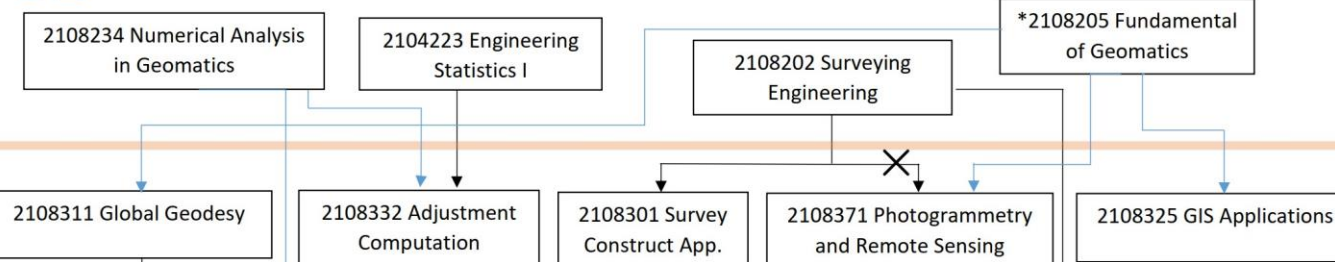 2108234 Numerical Analysis
in Geomatics
2104223 Engineering
Statistics I
2108202 Surveying
Engineering
*2108205 Fundamental
of Geomatics
2108311 Global Geodesy
2108332 Adjustment
Computation
2108301 Survey
Construct App.
2108371 Photogrammetry
and Remote Sensing
2108325 GIS Applications